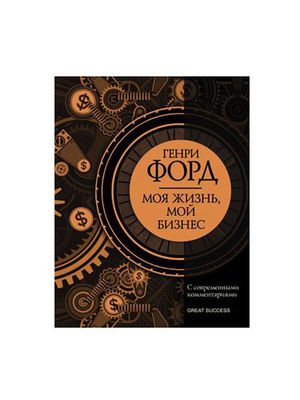 ГЕНРИ
ФОРД
МОЯ ЖИЗНЬ,
МОЙ
БИЗНЕС
С современными
комментариями
GREAT SUCCESS